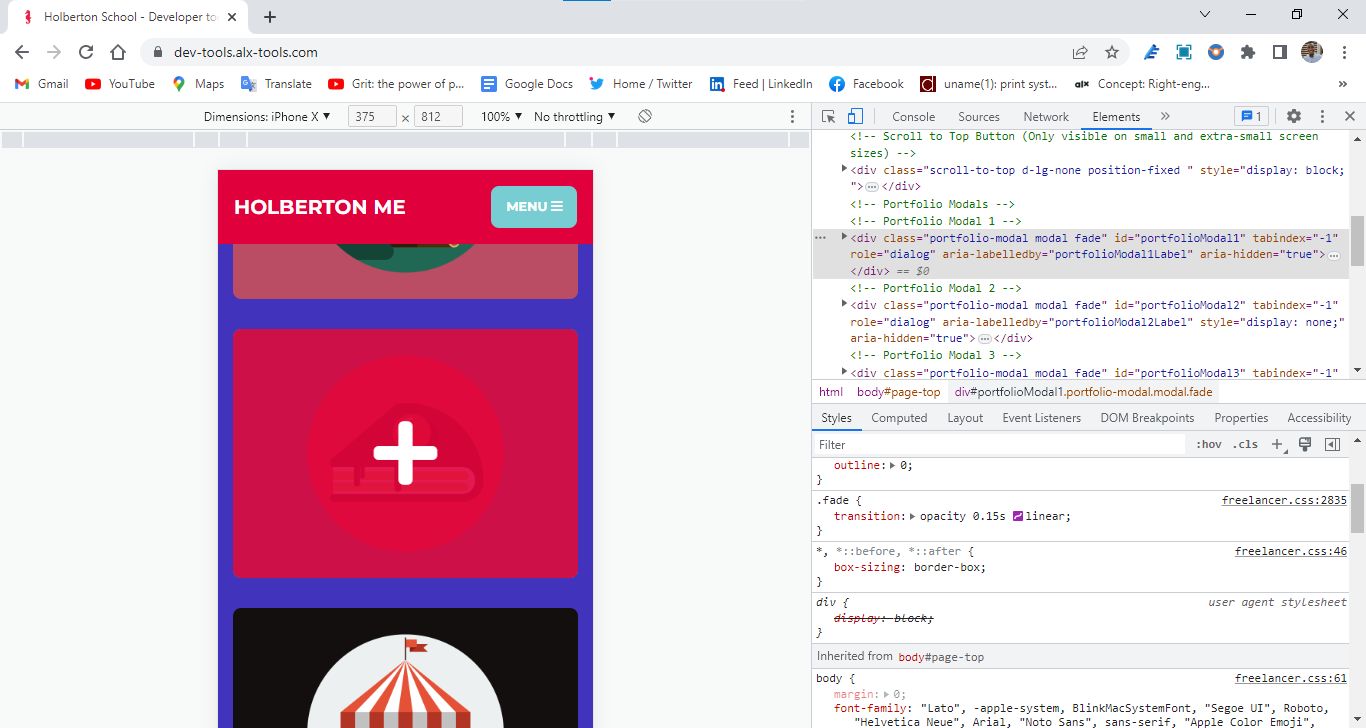 Holberton School - Developer to
dev-tools.alx-tools.com
Gmail YouTube Maps Translate Grit: the power of p... Google Docs Home / Twitter Feed | LinkedIn Facebook uname(1): print syst... Concept: Right-eng... »
Dimensions: iPhone X ▼ 375 × 812 100% ▼ No throttling ▼
HOLBERTON ME
MENU ☰
Console Sources Network Elements » 1
<!-- Scroll to Top Button (Only visible on small and extra-small screen
sizes) -->
<div class="scroll-to-top d-lg-none position-fixed " style="display: block;
">…</div>
<!-- Portfolio Modals -->
<!-- Portfolio Modal 1 -->
<div class="portfolio-modal modal fade" id="portfolioModal1" tabindex="-1"
role="dialog" aria-labelledby="portfolioModal1Label" aria-hidden="true">…
</div> == $0
<!-- Portfolio Modal 2 -->
<div class="portfolio-modal modal fade" id="portfolioModal2" tabindex="-1"
role="dialog" aria-labelledby="portfolioModal2Label" style="display: none;"
aria-hidden="true">…</div>
<!-- Portfolio Modal 3 -->
<div class="portfolio-modal modal fade" id="portfolioModal3" tabindex="-1"
html body#page-top div#portfolioModal1.portfolio-modal.modal.fade
Styles Computed Layout Event Listeners DOM Breakpoints Properties Accessibility
Filter :hov .cls +
outline: 0;
}
.fade { freelancer.css:2835
transition: opacity 0.15s linear;
}
*, *::before, *::after { freelancer.css:46
box-sizing: border-box;
}
div { user agent stylesheet
display: block;
}
Inherited from body#page-top
body { freelancer.css:61
margin: 0;
font-family: "Lato", -apple-system, BlinkMacSystemFont, "Segoe UI", Roboto,
"Helvetica Neue", Arial, "Noto Sans", sans-serif, "Apple Color Emoji",